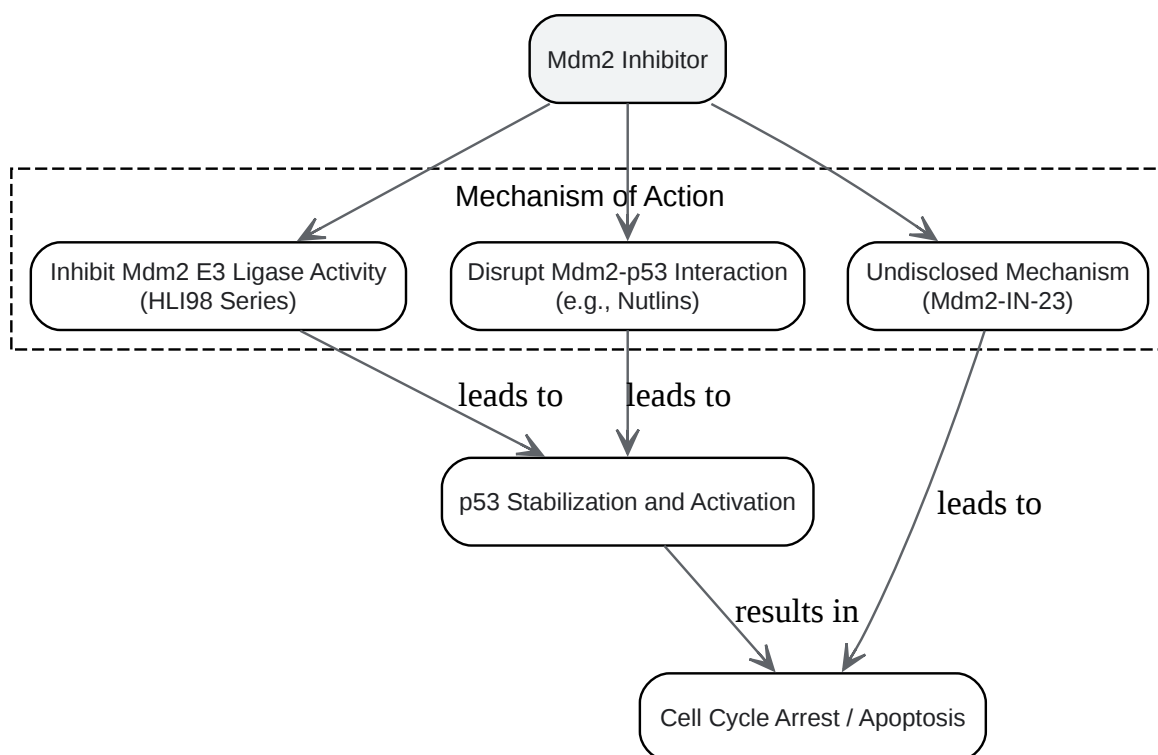 Mdm2 Inhibitor
Mechanism of Action
Inhibit Mdm2 E3 Ligase Activity
(HLI98 Series)
Disrupt Mdm2-p53 Interaction
(e.g., Nutlins)
Undisclosed Mechanism
(Mdm2-IN-23)
leads to
leads to
p53 Stabilization and Activation
leads to
results in
Cell Cycle Arrest / Apoptosis